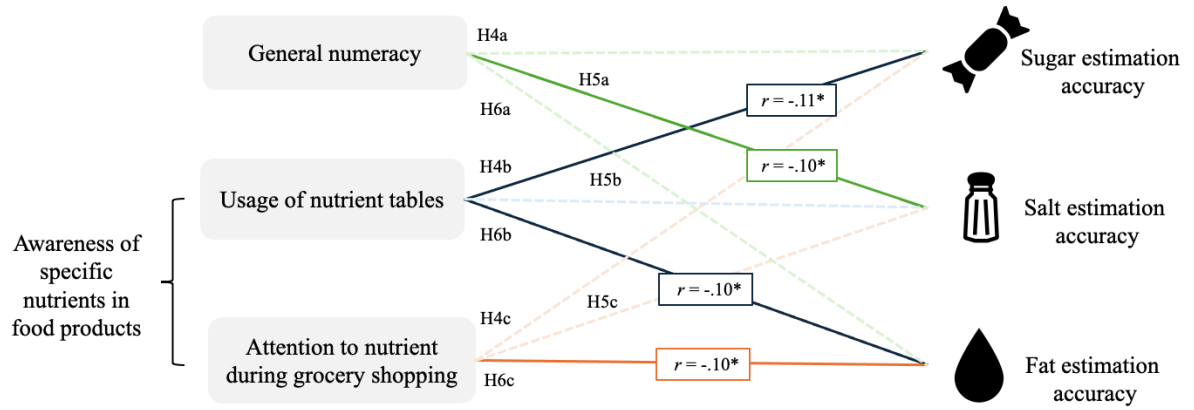 General numeracy
Usage of nutrient tables
Awareness of
specific
nutrients in
food products
Attention to nutrient
during grocery shopping
H4a
H5a
H6a
H4b
H5b
H6b
H4c
H5c
H6c
r = -.11*
r = -.10*
r = -.10*
r = -.10*
Sugar estimation
accuracy
Salt estimation
accuracy
Fat estimation
accuracy